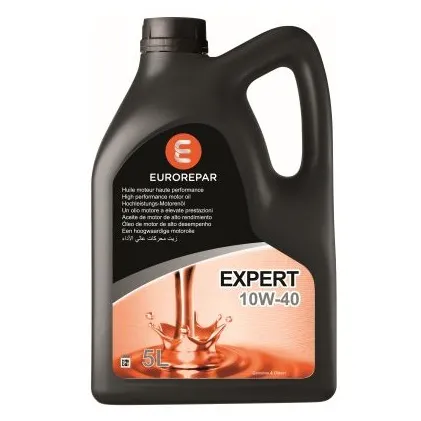 E
EUROREPAR
Huile moteur haute performance
High performance motor oil
Hochleistungs-Motorenöl
Un olio motore a elevate prestazioni
Aceite de motor de alto rendimiento
Óleo de motor de alto desempenho
Een hoogwaardige motorolie
زيت محركات عالي الأداء
EXPERT
10W-40
5L